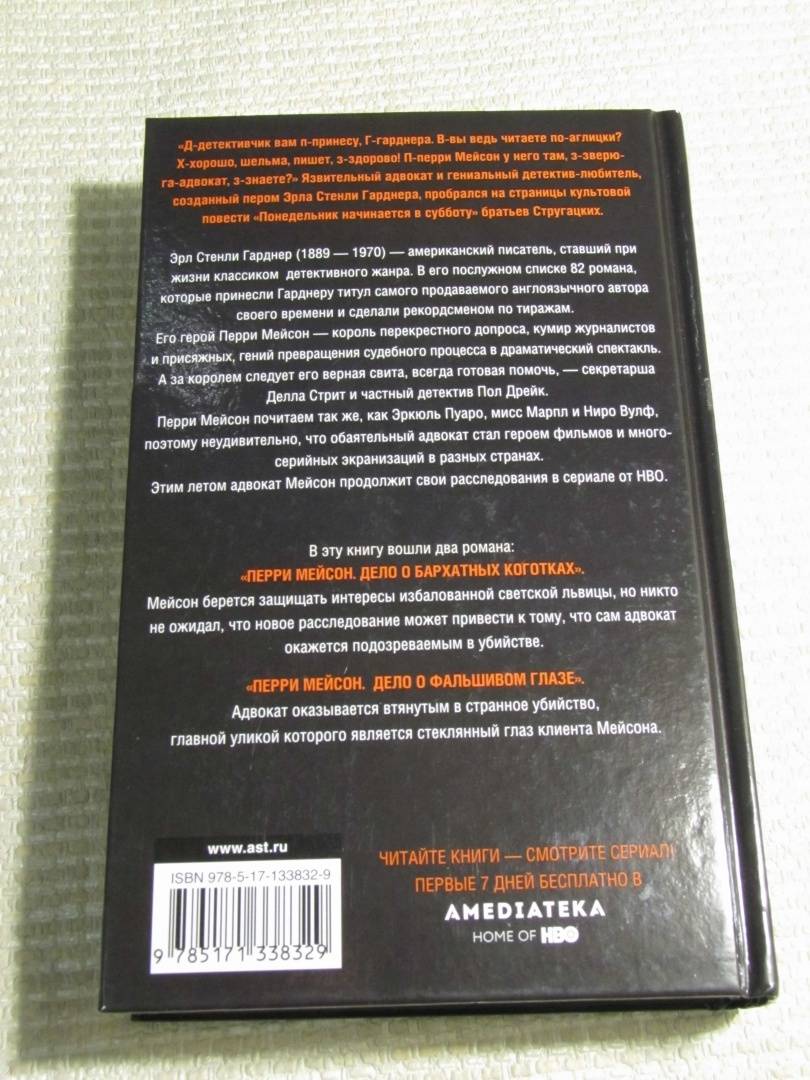 «Д-детективчик вам п-принесу, Г-гарднера. В-вы ведь читаете по-аглицки?
Х-хорошо, шельма, пишет, з-здорово! П-перри Мейсон у него там, з-зверю-
га-адвокат, з-знаете?» Язвительный адвокат и гениальный детектив-любитель,
созданный пером Эрла Стенли Гарднера, пробрался на страницы культовой
повести «Понедельник начинается в субботу» братьев Стругацких.
Эрл Стенли Гарднер (1889 — 1970) — американский писатель, ставший при
жизни классиком детективного жанра. В его послужном списке 82 романа,
которые принесли Гарднеру титул самого продаваемого англоязычного автора
своего времени и сделали рекордсменом по тиражам.
Его герой Перри Мейсон — король перекрестного допроса, кумир журналистов
и присяжных, гений превращения судебного процесса в драматический спектакль.
А за королем следует его верная свита, всегда готовая помочь, — секретарша
Делла Стрит и частный детектив Пол Дрейк.
Перри Мейсон почитаем так же, как Эркюль Пуаро, мисс Марпл и Ниро Вулф,
поэтому неудивительно, что обаятельный адвокат стал героем фильмов и много-
серийных экранизаций в разных странах.
Этим летом адвокат Мейсон продолжит свои расследования в сериале от HBO.
В эту книгу вошли два романа:
«ПЕРРИ МЕЙСОН. ДЕЛО О БАРХАТНЫХ КОГОТКАХ».
Мейсон берется защищать интересы избалованной светской львицы, но никто
не ожидал, что новое расследование может привести к тому, что сам адвокат
окажется подозреваемым в убийстве.
«ПЕРРИ МЕЙСОН. ДЕЛО О ФАЛЬШИВОМ ГЛАЗЕ».
Адвокат оказывается втянутым в странное убийство,
главной уликой которого является стеклянный глаз клиента Мейсона.
www.ast.ru
ISBN 978-5-17-133832-9
9 785171 338329
ЧИТАЙТЕ КНИГИ — СМОТРИТЕ СЕРИАЛ!
ПЕРВЫЕ 7 ДНЕЙ БЕСПЛАТНО В
AMEDIATEKA
HOME OF HBO